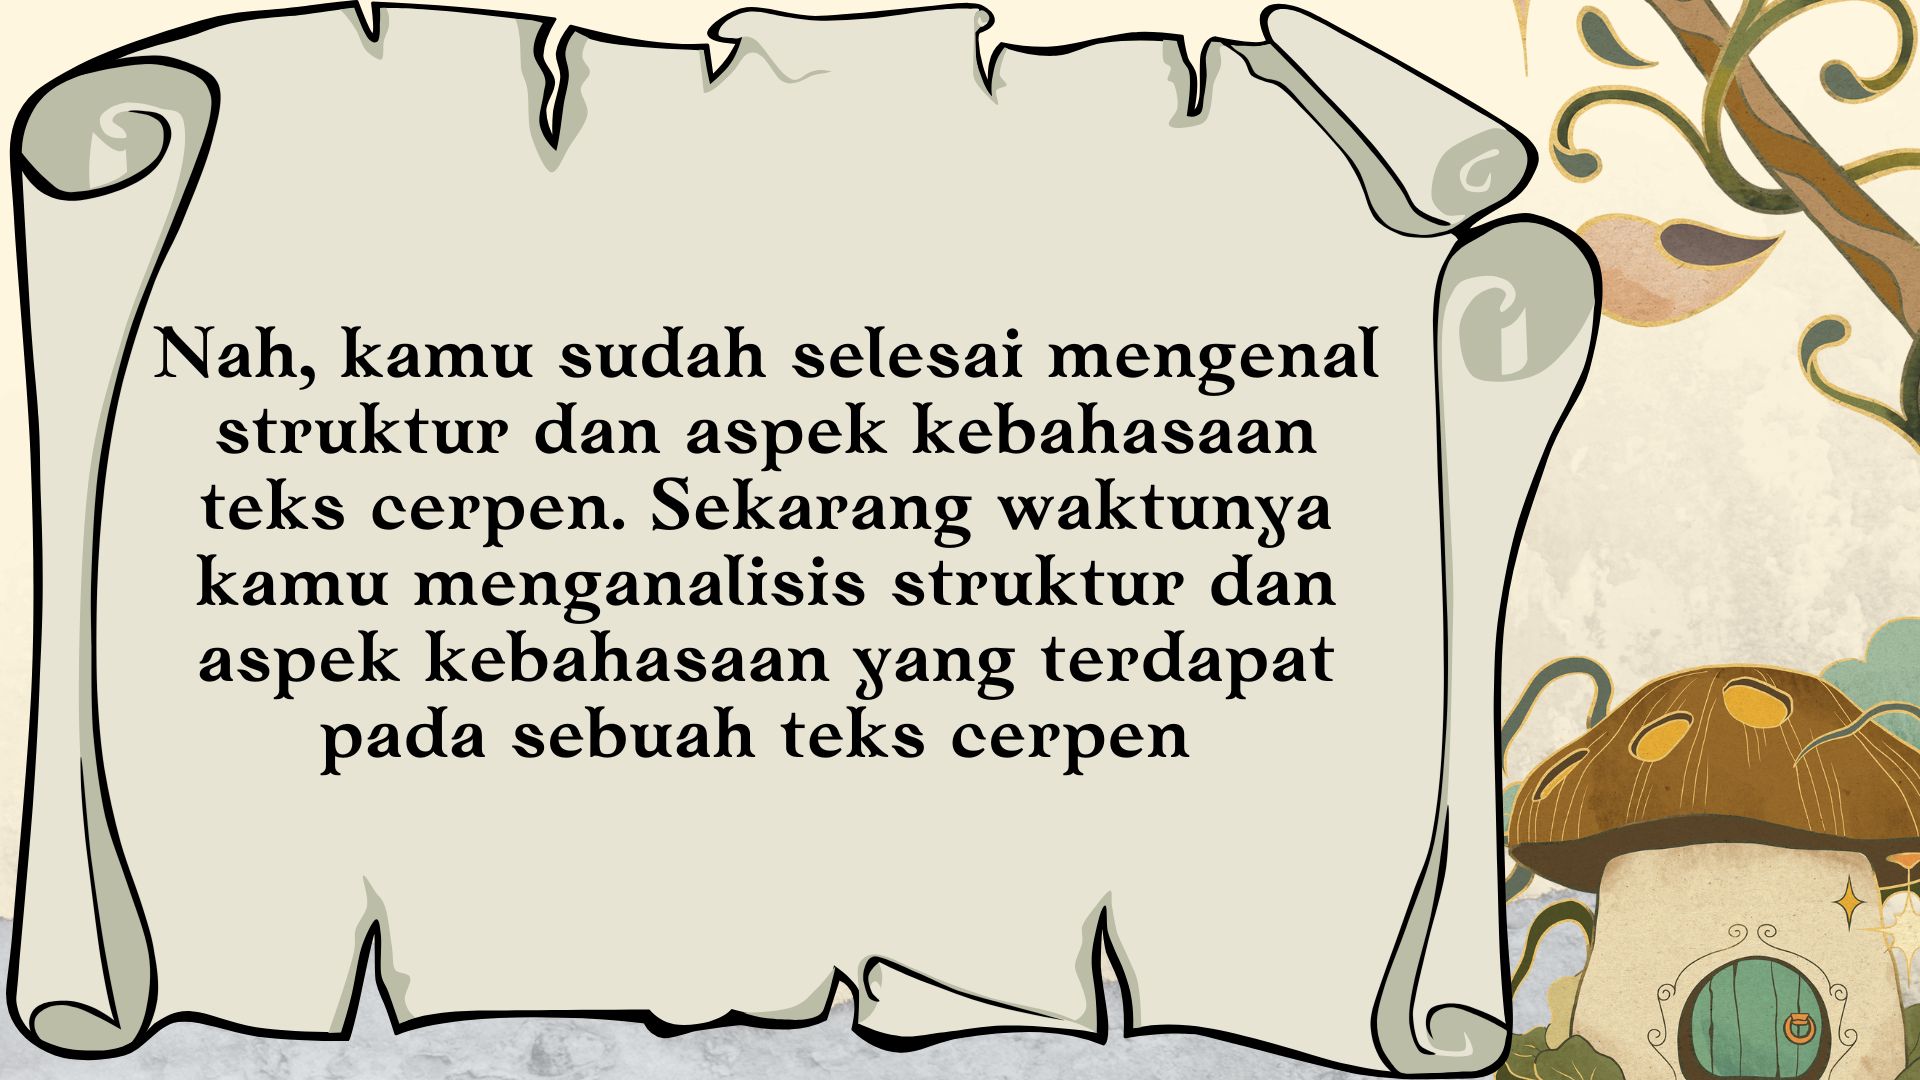 Nah, kamu sudah selesai mengenal
struktur dan aspek kebahasaan
teks cerpen. Sekarang waktunya
kamu menganalisis struktur dan
aspek kebahasaan yang terdapat
pada sebuah teks cerpen